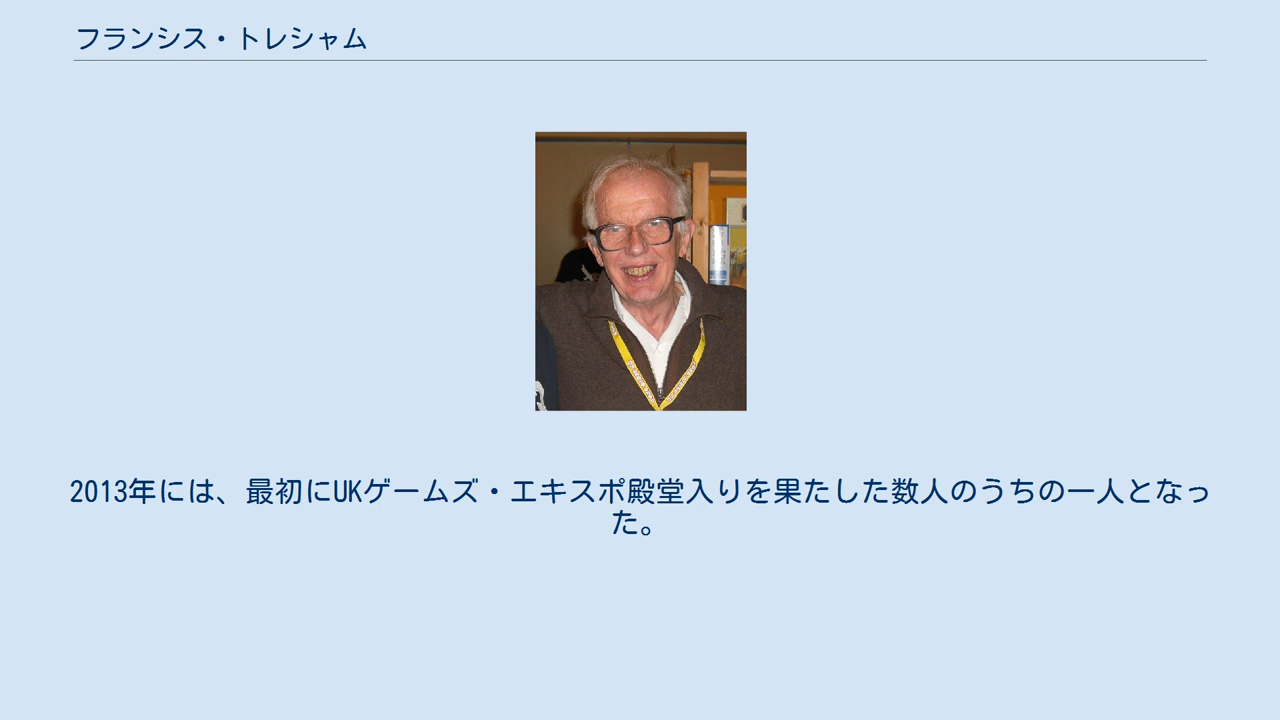 フランシス・トレシャム
2013年には、最初にUKゲームズ・エキスポ殿堂入りを果たした数人のうちの一人となっ
た。